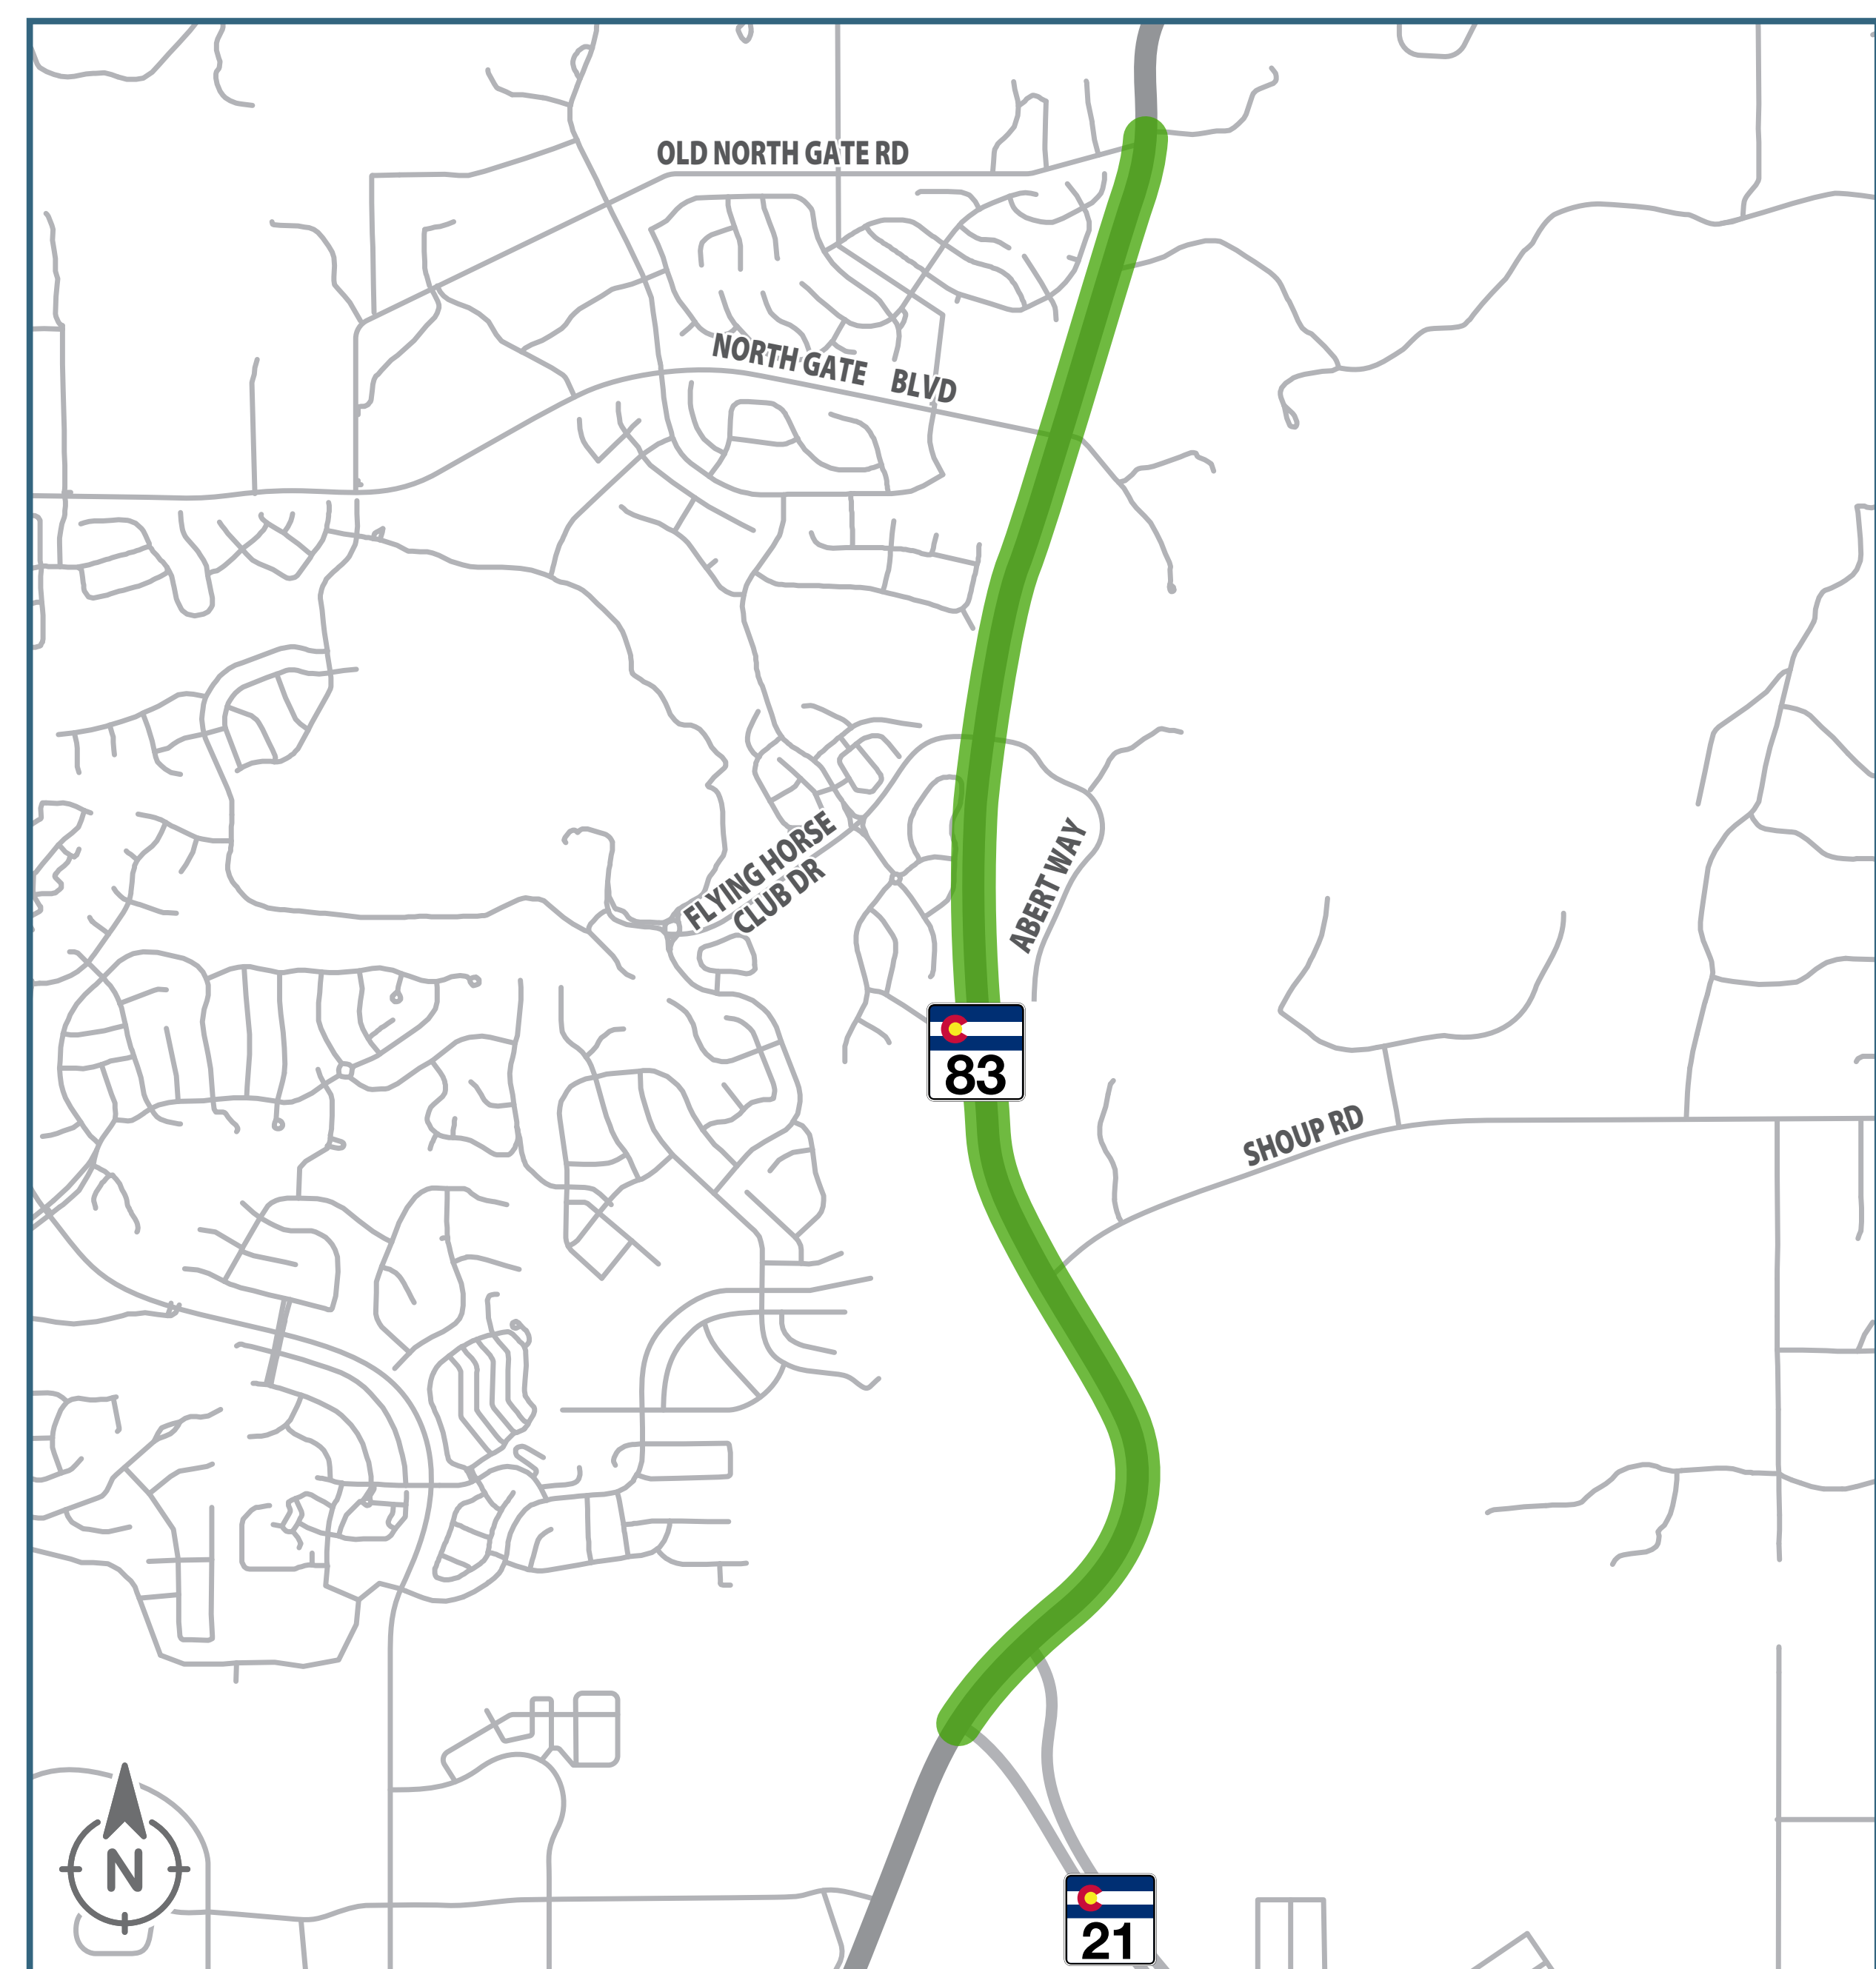 OLD NORTH GATE RD
NORTH GATE BLVD
FLYING HORSE
CLUB DR
ABERT WAY
83
SHOUP RD
N
21